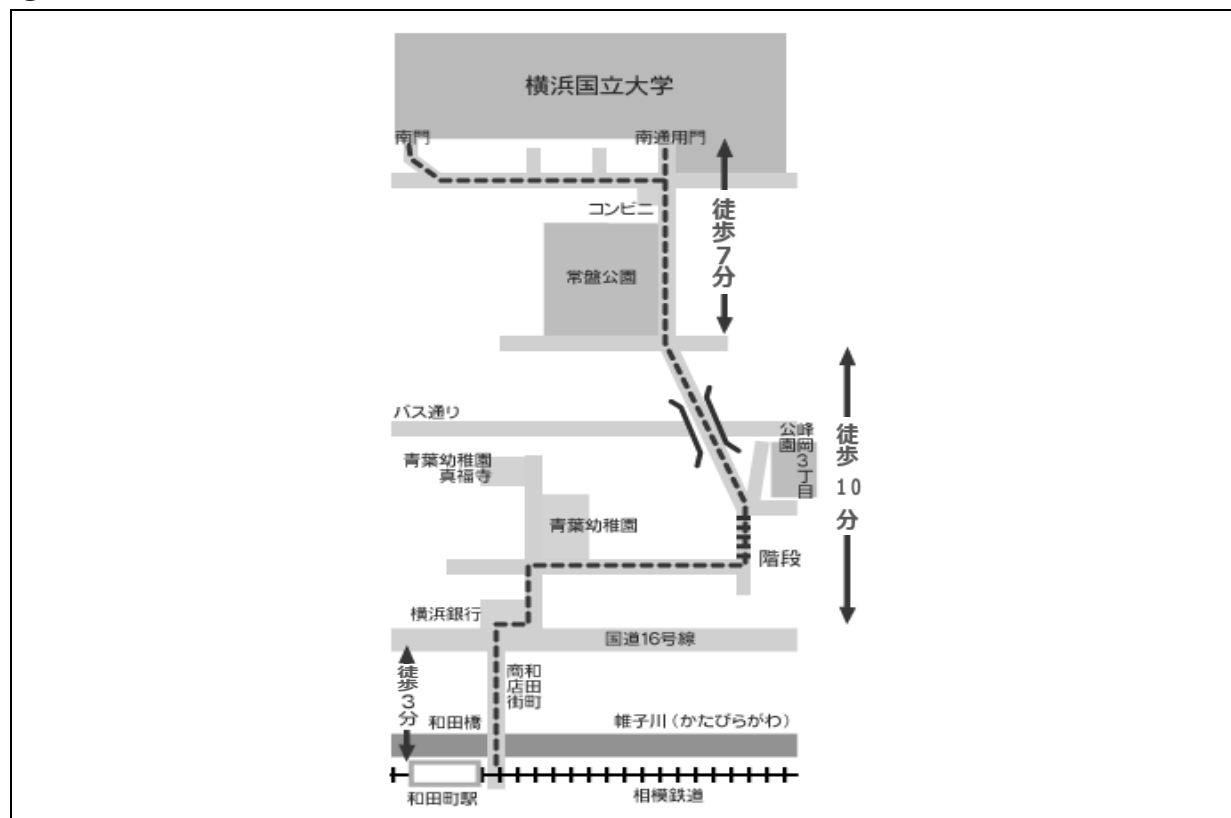 横浜国立大学
南門
南通用門
コンビニ
徒歩7分
常盤公園
バス通り
峰岡3丁目
公園
徒歩10分
青葉幼稚園
真福寺
青葉幼稚園
階段
横浜銀行
国道16号線
徒歩3分
和田町
商店街
和田橋
帷子川(かたびらがわ)
和田町駅
相模鉄道